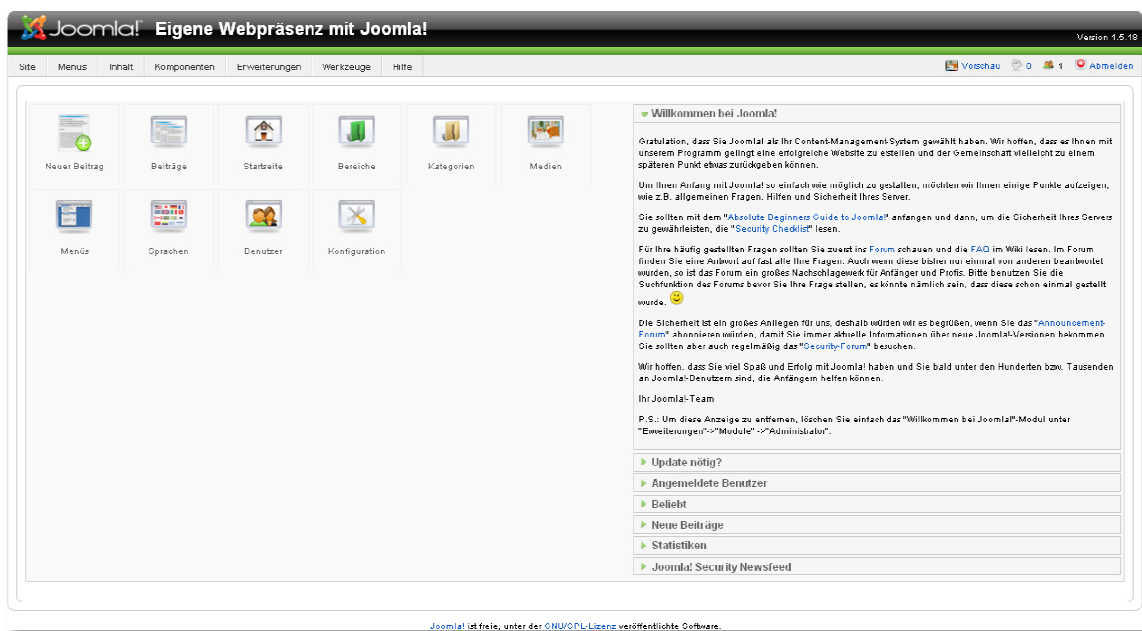 Joomla! Eigene Webpräsenz mit Joomla!
Version 1.5.18
Site Menüs Inhalt Komponenten Erweiterungen Werkzeuge Hilfe
Vorschau 0 1 Abmelden
Neuer Beitrag Beiträge Startseite Bereiche Kategorien Medien
Menüs Sprachen Benutzer Konfiguration
Willkommen bei Joomla!
Gratulation, dass Sie Joomla! als Ihr Content-Management-System gewählt haben. Wir hoffen, dass es Ihnen mit
unserem Programm gelingt eine erfolgreiche Website zu erstellen und der Gemeinschaft vielleicht zu einem
späteren Punkt etwas zurückgeben können.
Um Ihnen Anfang mit Joomla! so einfach wie möglich zu gestalten, möchten wir Ihnen einige Punkte aufzeigen,
wie z.B. allgemeinen Fragen, Hilfen und Sicherheit Ihres Server.
Sie sollten mit dem "Absolute Beginners Guide to Joomla!" anfangen und dann, um die Sicherheit Ihres Servers
zu gewährleisten, die "Security Checklist" lesen.
Für Ihre häufig gestellten Fragen sollten Sie zuerst ins Forum schauen und die FAQ im Wiki lesen. Im Forum
finden Sie eine Antwort auf fast alle Ihre Fragen. Auch wenn diese bisher nur einmal von anderen beantwortet
wurden, so ist das Forum ein großes Nachschlagewerk für Anfänger und Profis. Bitte benutzen Sie die
Suchfunktion des Forums bevor Sie Ihre Frage stellen, es könnte nämlich sein, dass diese schon einmal gestellt
wurde.
Die Sicherheit ist ein großes Anliegen für uns, deshalb würden wir es begrüßen, wenn Sie das "Announcement-
Forum" abonnieren würden, damit Sie immer aktuelle Informationen über neue Joomla!-Versionen bekommen.
Sie sollten aber auch regelmäßig das "Security-Forum" besuchen.
Wir hoffen, dass Sie viel Spaß und Erfolg mit Joomla! haben und Sie bald unter den Hunderten bzw. Tausenden
an Joomla!-Benutzern sind, die Anfängern helfen können.
Ihr Joomla!-Team
P.S.: Um diese Anzeige zu entfernen, löschen Sie einfach das "Willkommen bei Joomla!"-Modul unter
"Erweiterungen"->"Module" ->"Administrator".
Update nötig?
Angemeldete Benutzer
Beliebt
Neue Beiträge
Statistiken
Joomla! Security Newsfeed
Joomla! ist freie, unter der GNU/GPL-Lizenz veröffentlichte Software.